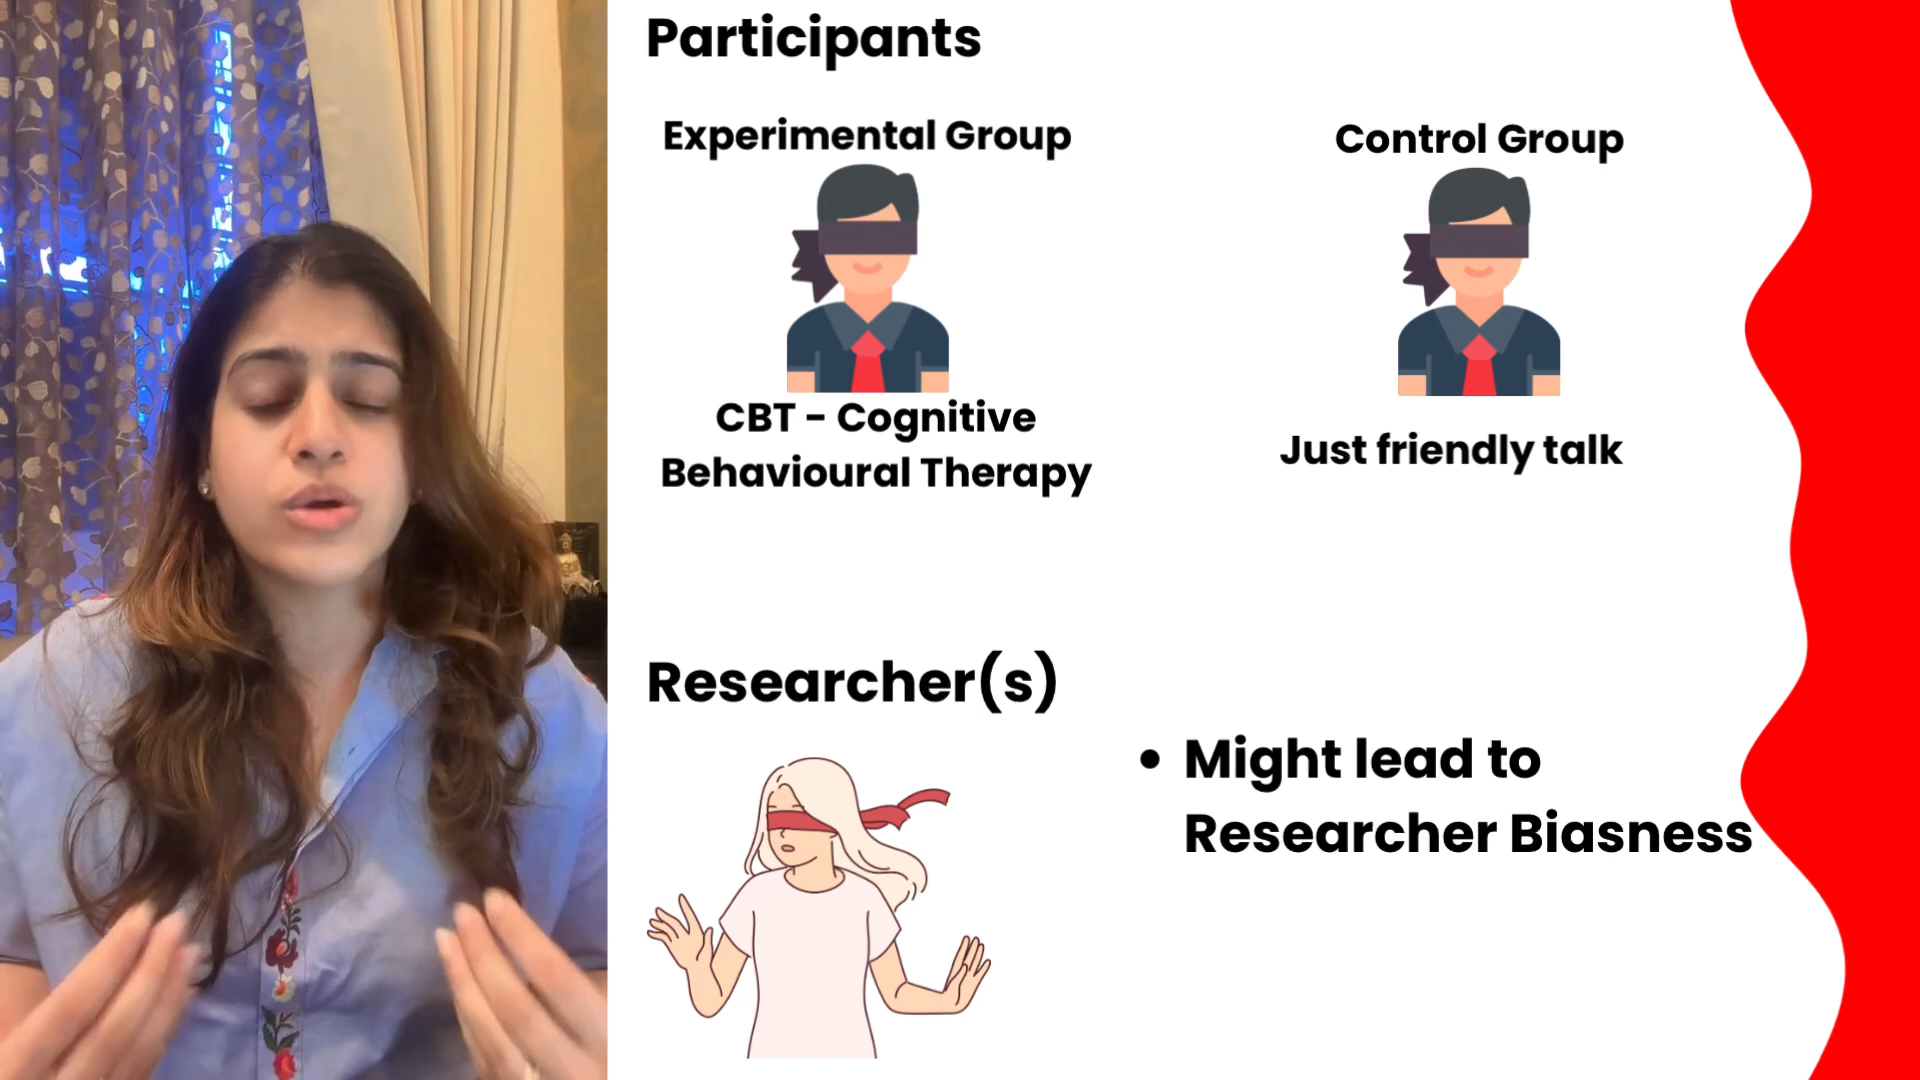 Participants
Experimental Group
Control Group
CBT - Cognitive
Behavioural Therapy
Just friendly talk
Researcher(s)
• Might lead to
Researcher Biasness